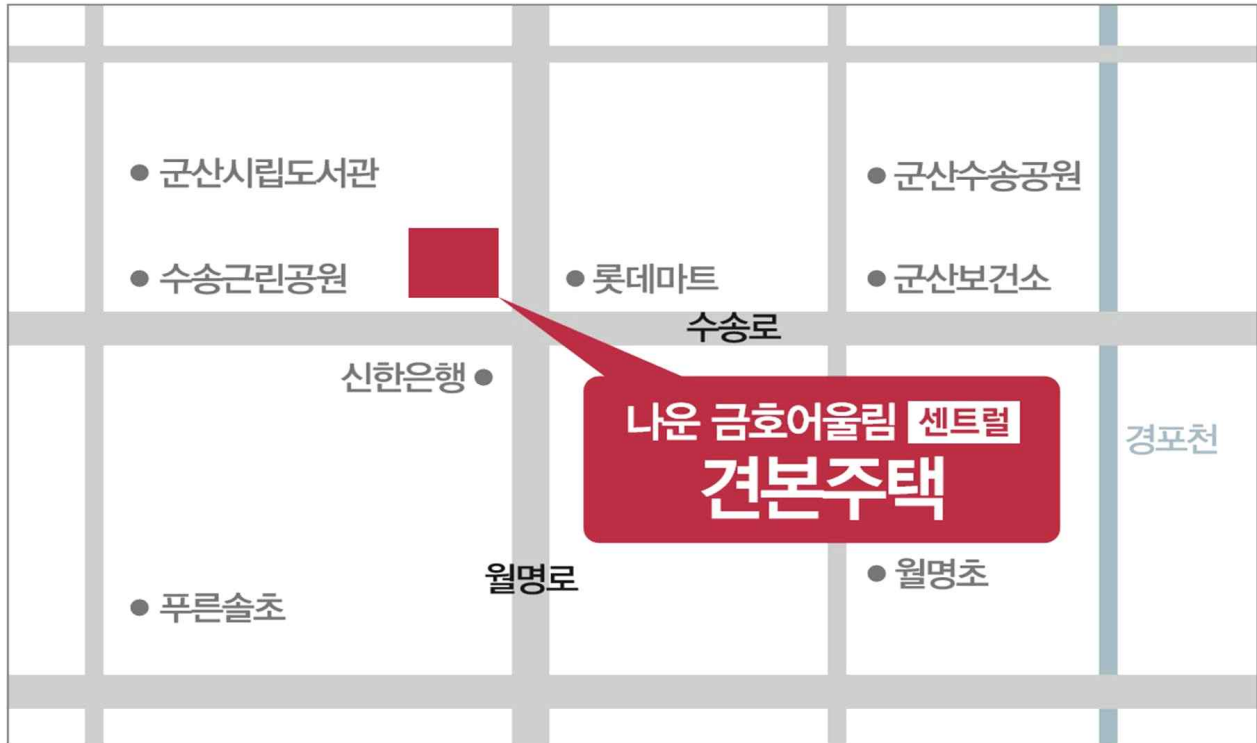 군산시립도서관
군산수송공원
수송근린공원
롯데마트
군산보건소
수송로
신한은행
나운 금호어울림 센트럴
견본주택
경포천
월명로
월명초
푸른솔초